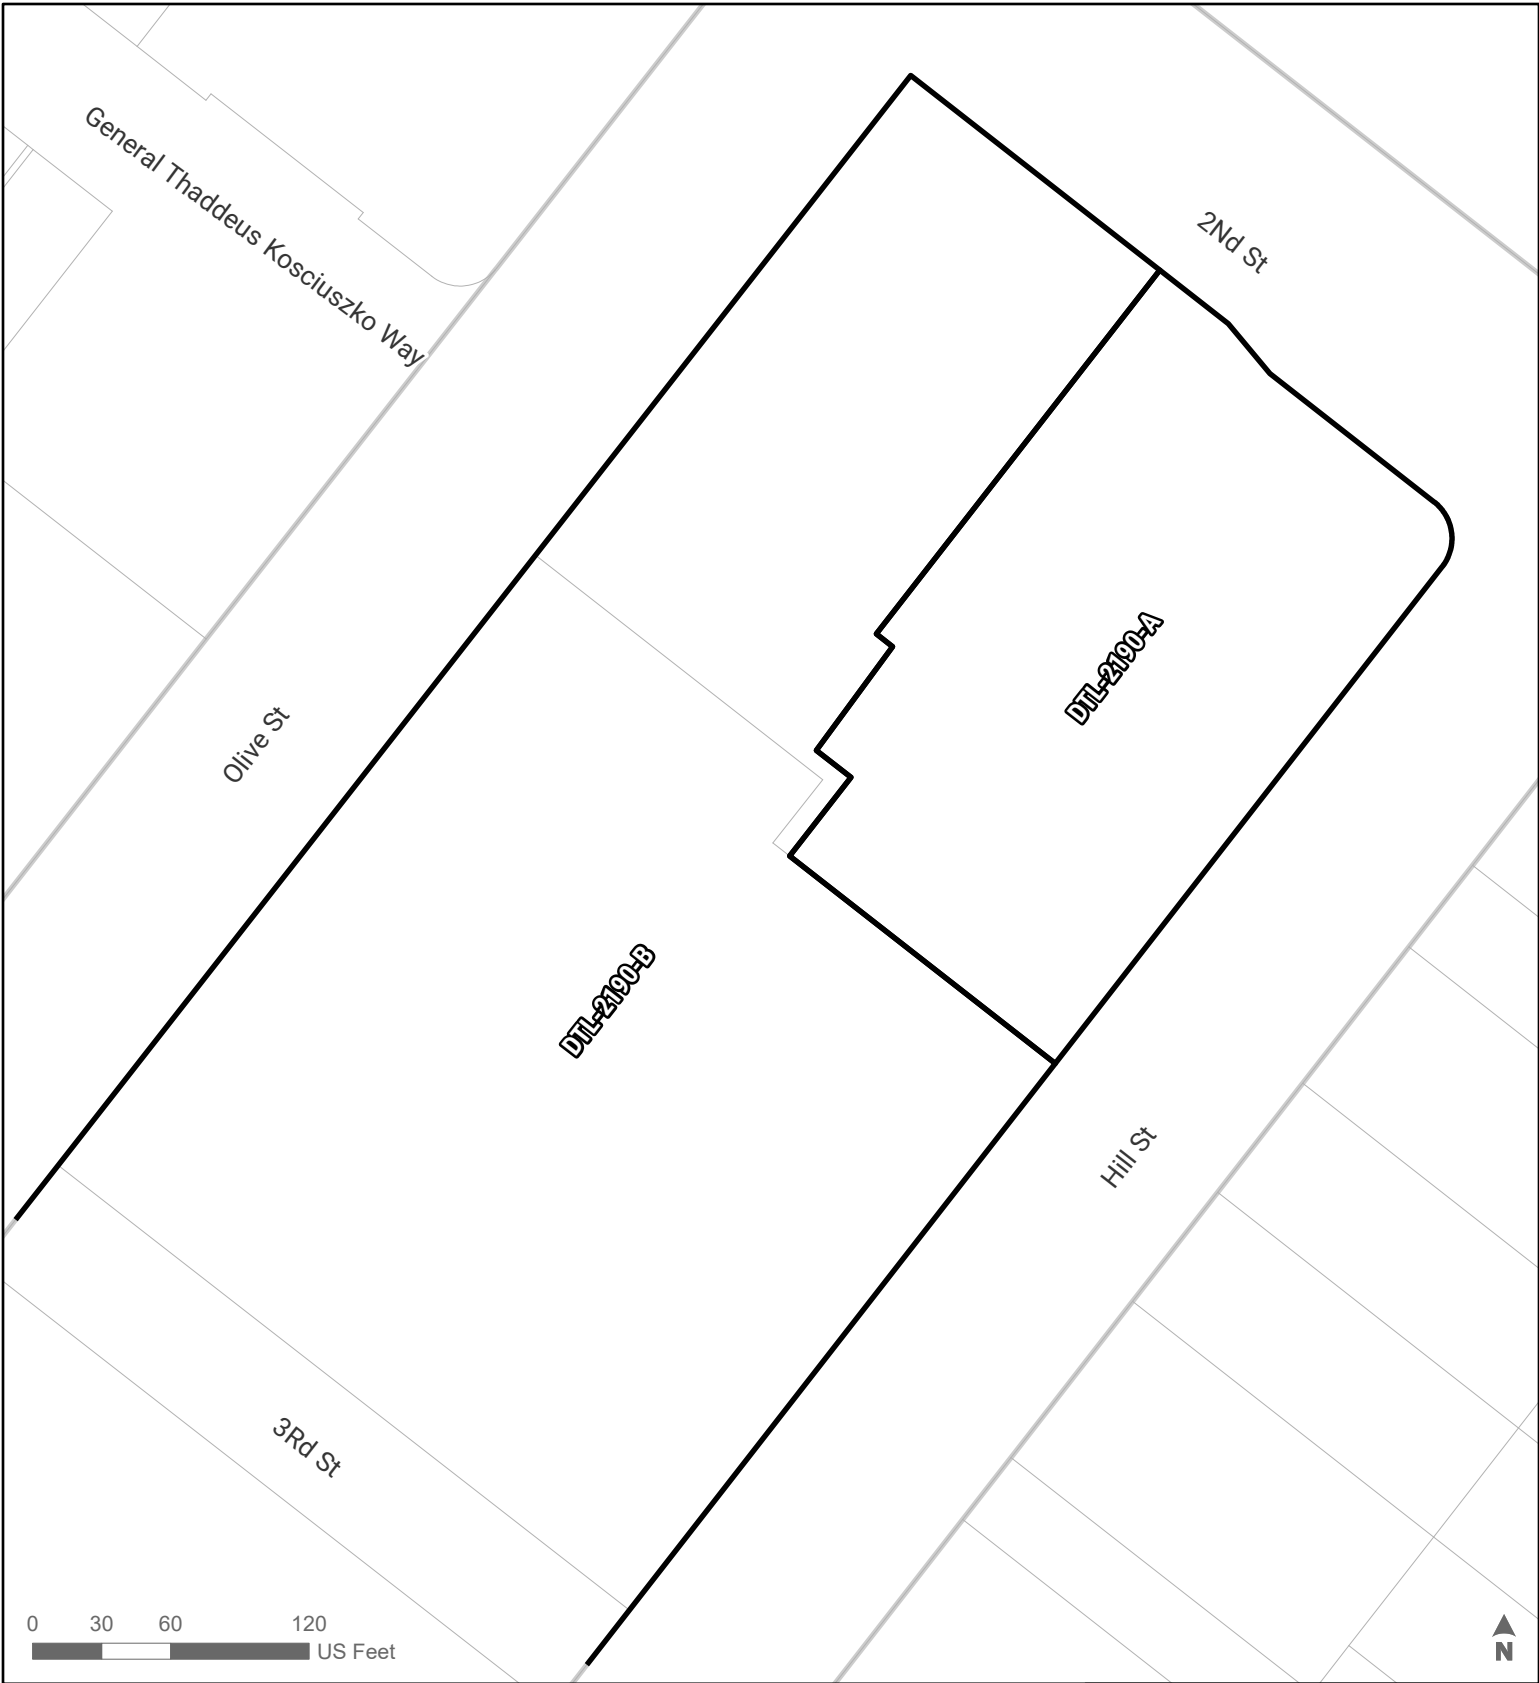 General Thaddeus Kosciuszko Way
2Nd St
DTL-2190-A
Olive St
DTL-2190-B
Hill St
3Rd St
0 30 60 120
US Feet
N